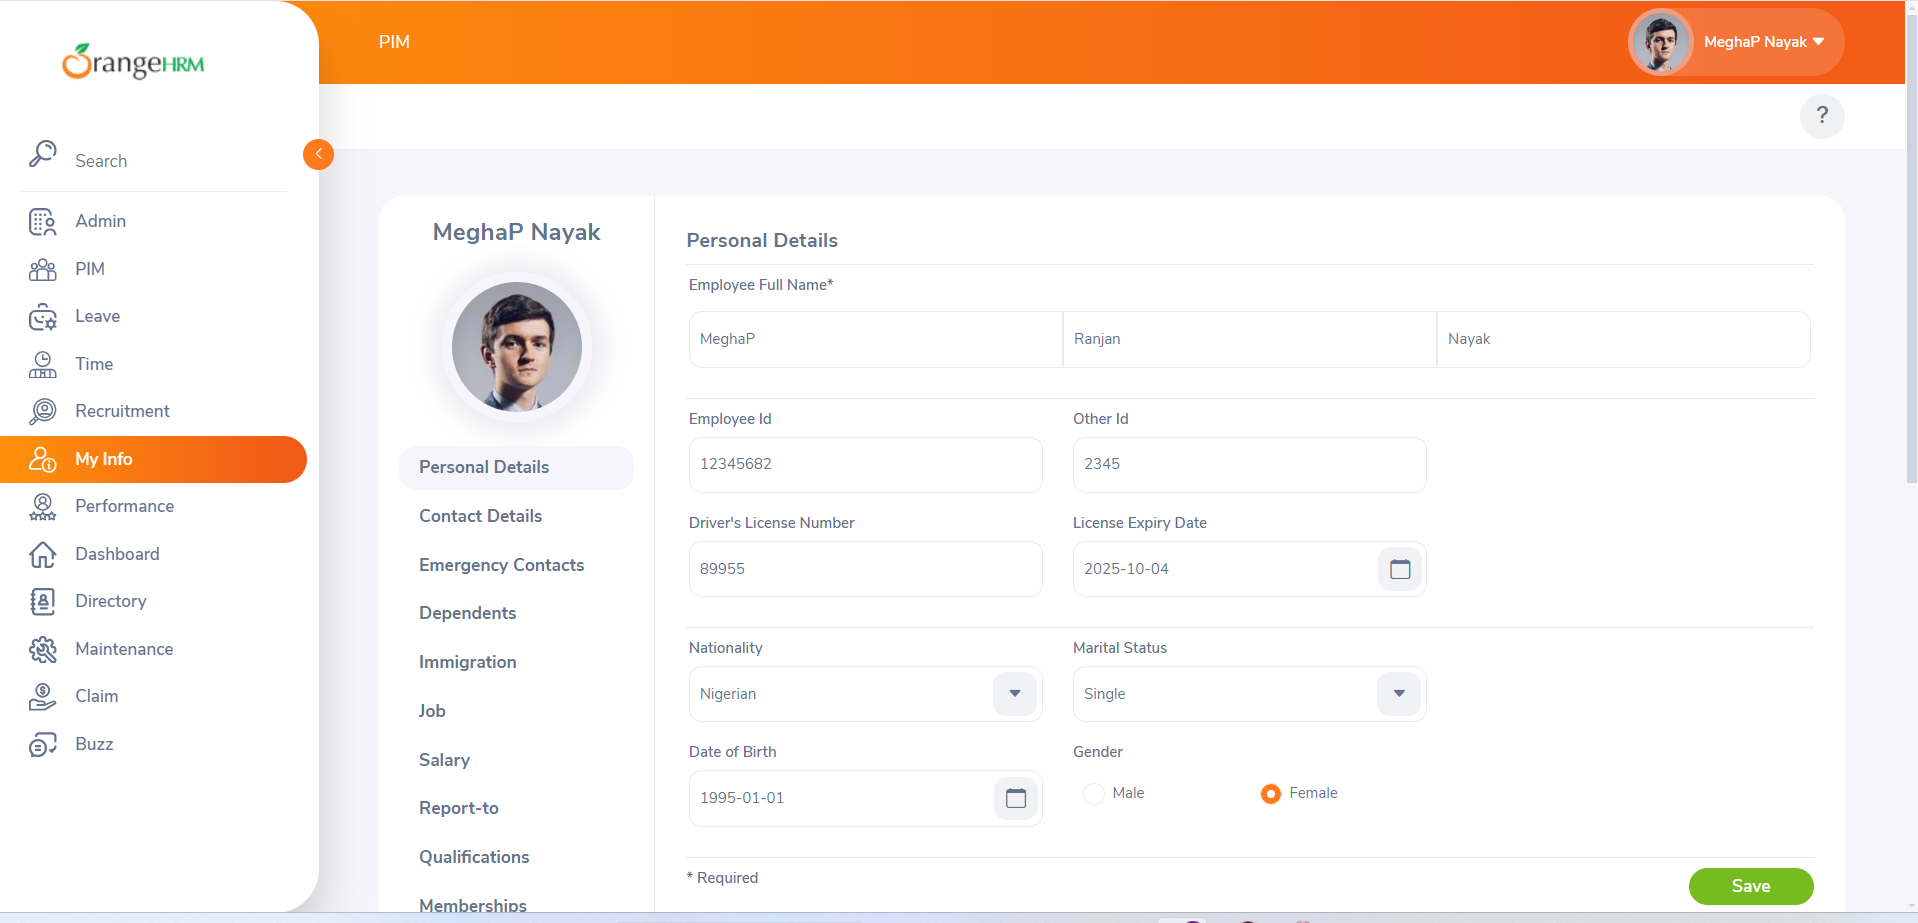 OrangeHRM
PIM
MeghaP Nayak
?
Search
Admin
PIM
Leave
Time
Recruitment
My Info
Performance
Dashboard
Directory
Maintenance
Claim
Buzz
MeghaP Nayak
Personal Details
Contact Details
Emergency Contacts
Dependents
Immigration
Job
Salary
Report-to
Qualifications
Memberships
Personal Details
Employee Full Name*
MeghaP Ranjan Nayak
Employee Id Other Id
12345682 2345
Driver's License Number License Expiry Date
89955 2025-10-04
Nationality Marital Status
Nigerian Single
Date of Birth Gender
1995-01-01 Male Female
* Required
Save